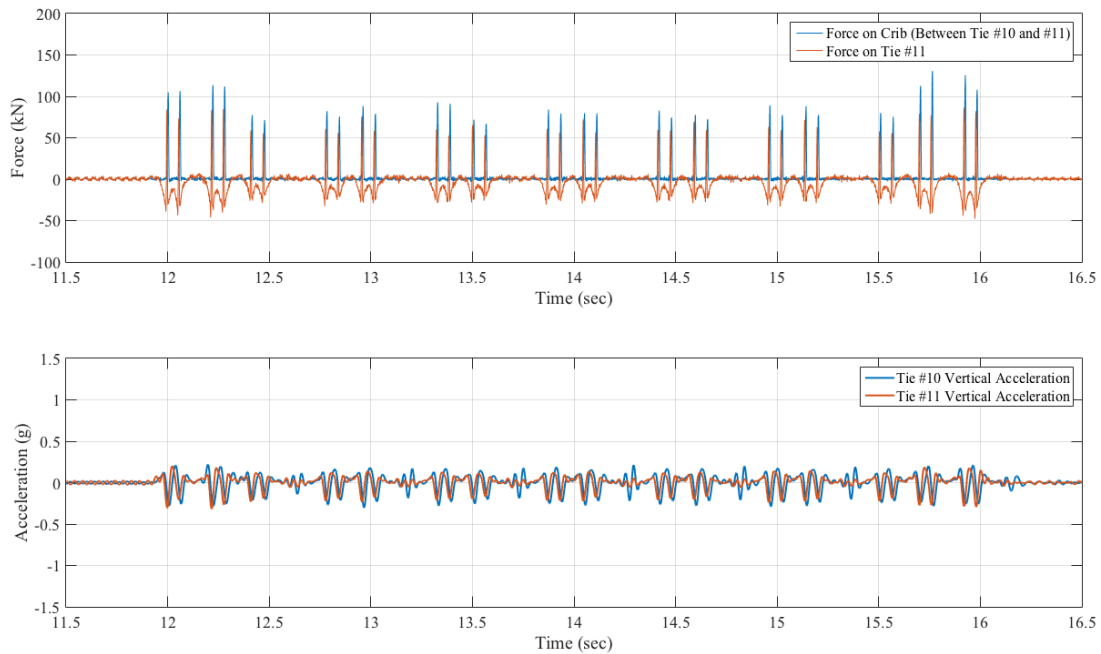 200
150
100
50
0
-50
-100
Force (kN)
Force on Crib (Between Tie #10 and #11)
Force on Tie #11
11.5 12 12.5 13 13.5 14 14.5 15 15.5 16 16.5
Time (sec)
1.5
1
0.5
0
-0.5
-1
-1.5
Acceleration (g)
Tie #10 Vertical Acceleration
Tie #11 Vertical Acceleration
11.5 12 12.5 13 13.5 14 14.5 15 15.5 16 16.5
Time (sec)